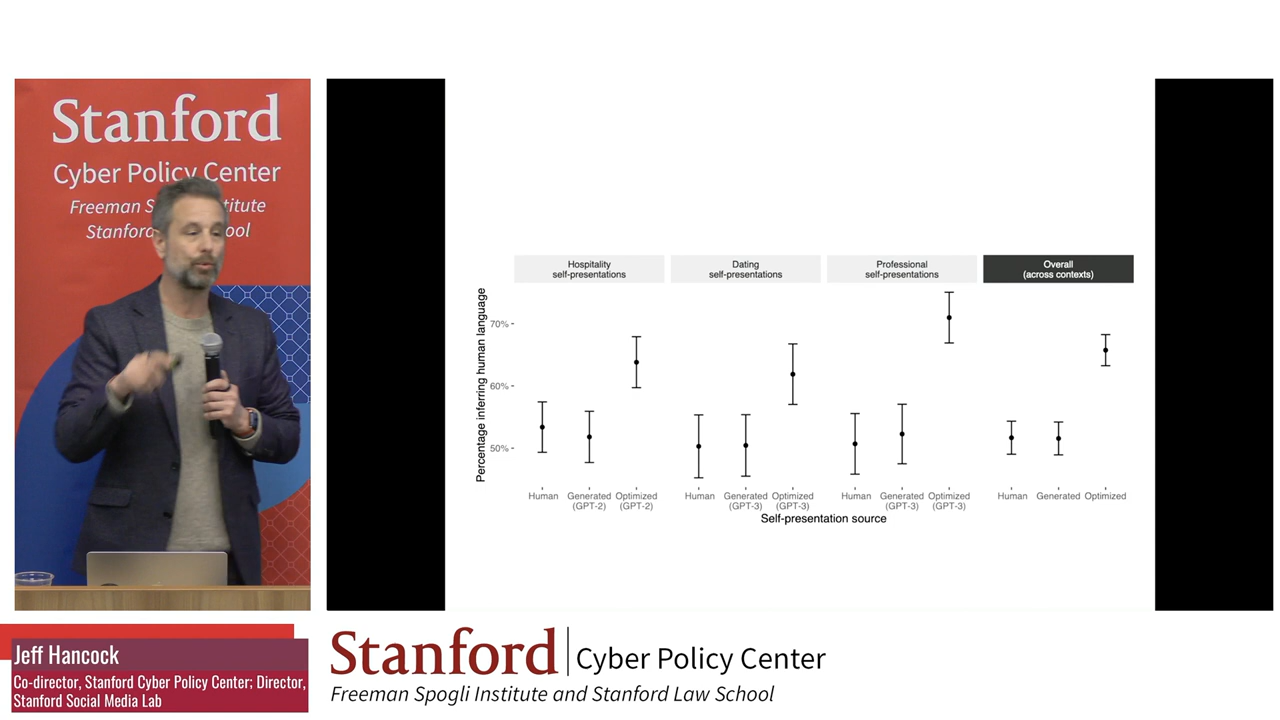 Stanford
Cyber Policy Center
Freeman S itute
Stanford ool
Hospitality
self-presentations
Dating
self-presentations
Professional
self-presentations
Overall
(across contexts)
Percentage inferring human language
70%
60%
50%
Human
Generated
(GPT-2)
Optimized
(GPT-2)
Human
Generated
(GPT-3)
Optimized
(GPT-3)
Human
Generated
(GPT-3)
Optimized
(GPT-3)
Human
Generated
Optimized
Self-presentation source
Jeff Hancock
Co-director, Stanford Cyber Policy Center; Director,
Stanford Social Media Lab
Stanford | Cyber Policy Center
Freeman Spogli Institute and Stanford Law School